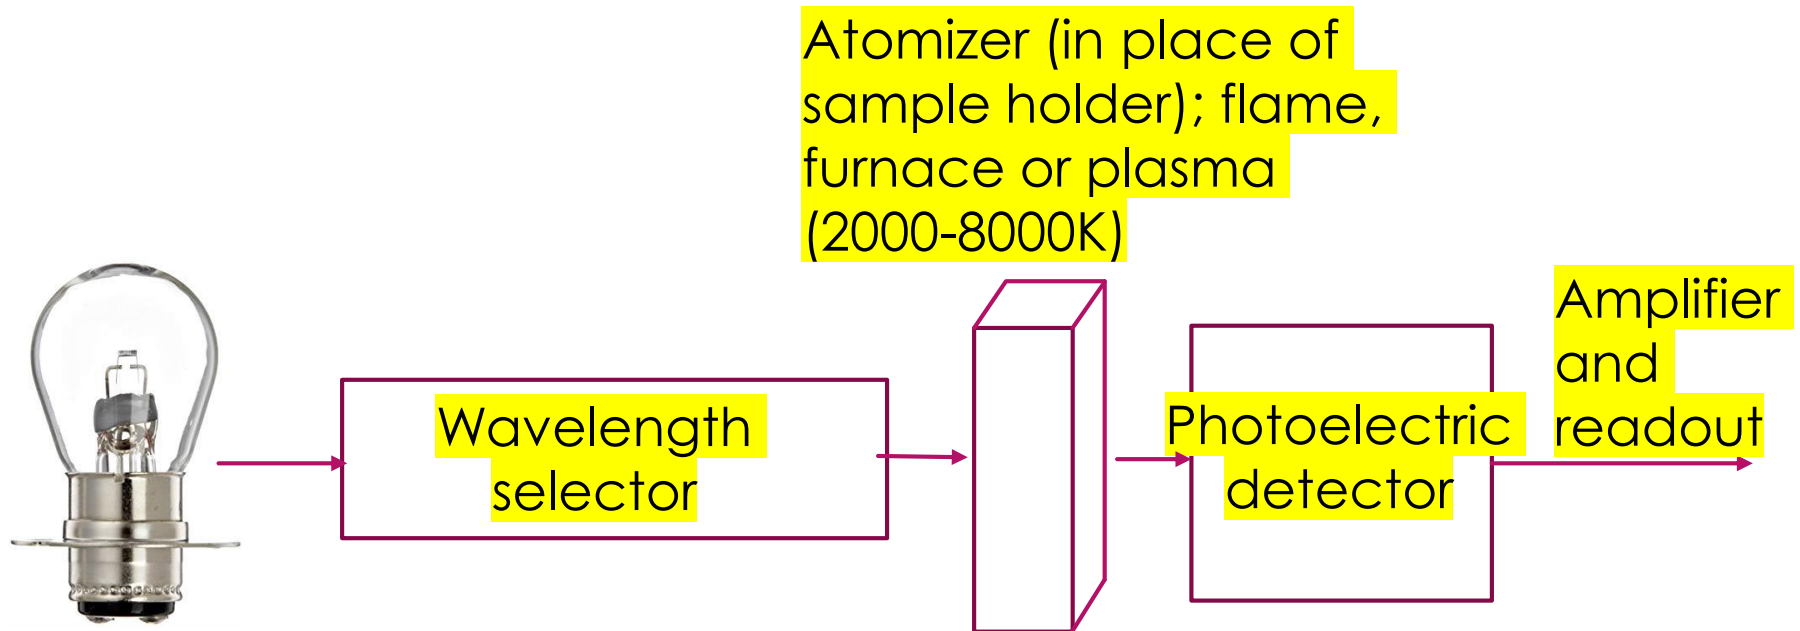 Atomizer (in place of
sample holder); flame,
furnace or plasma
(2000-8000K)
Amplifier
and
readout
Wavelength
selector
Photoelectric
detector